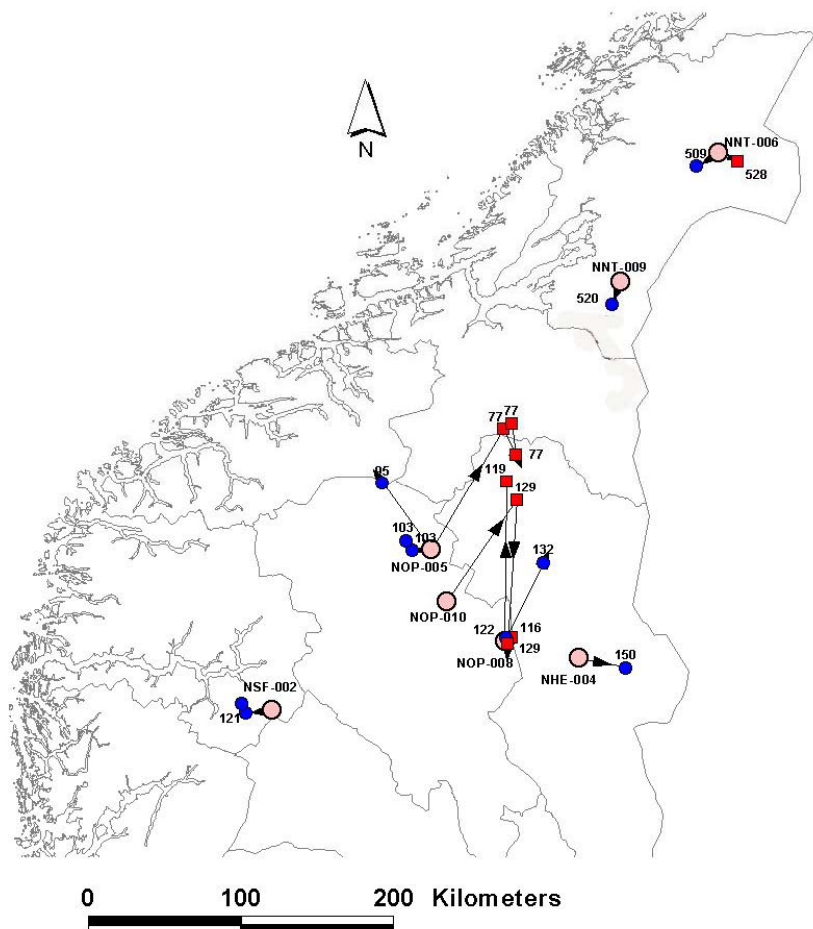 N
NNT-006
509
528
NNT-009
520
77
77
77
119
129
95
103
103
NOP-005
132
NOP-010
122
116
129
NOP-008
NHE-004
150
NSF-002
121
0 100 200 Kilometers